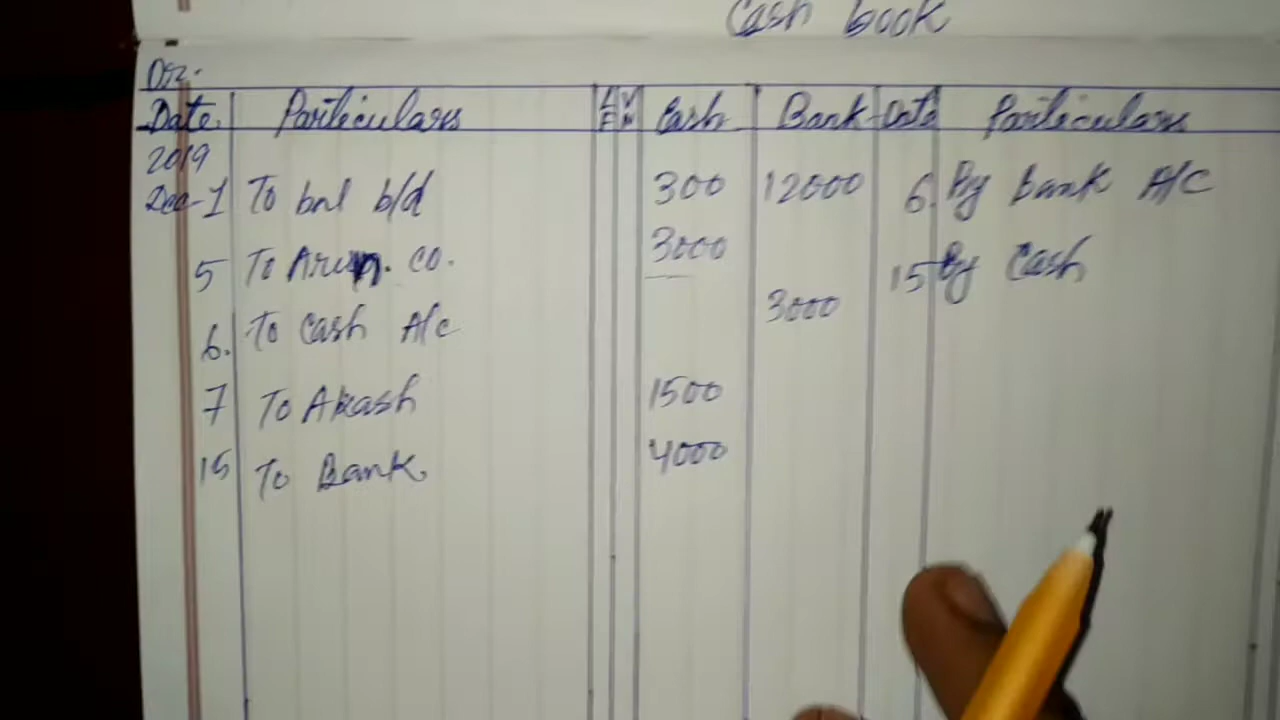 Cash book
Dr.
Date Particulars L F V N Cash Bank Date Particulars
2019
Dec-1 To bal b/d 300 12000 6. By Bank A/C
5 To Arun. co. 3000 15 By Cash
6. To Cash A/c 3000
7 To Akash 1500
15 To Bank 4000